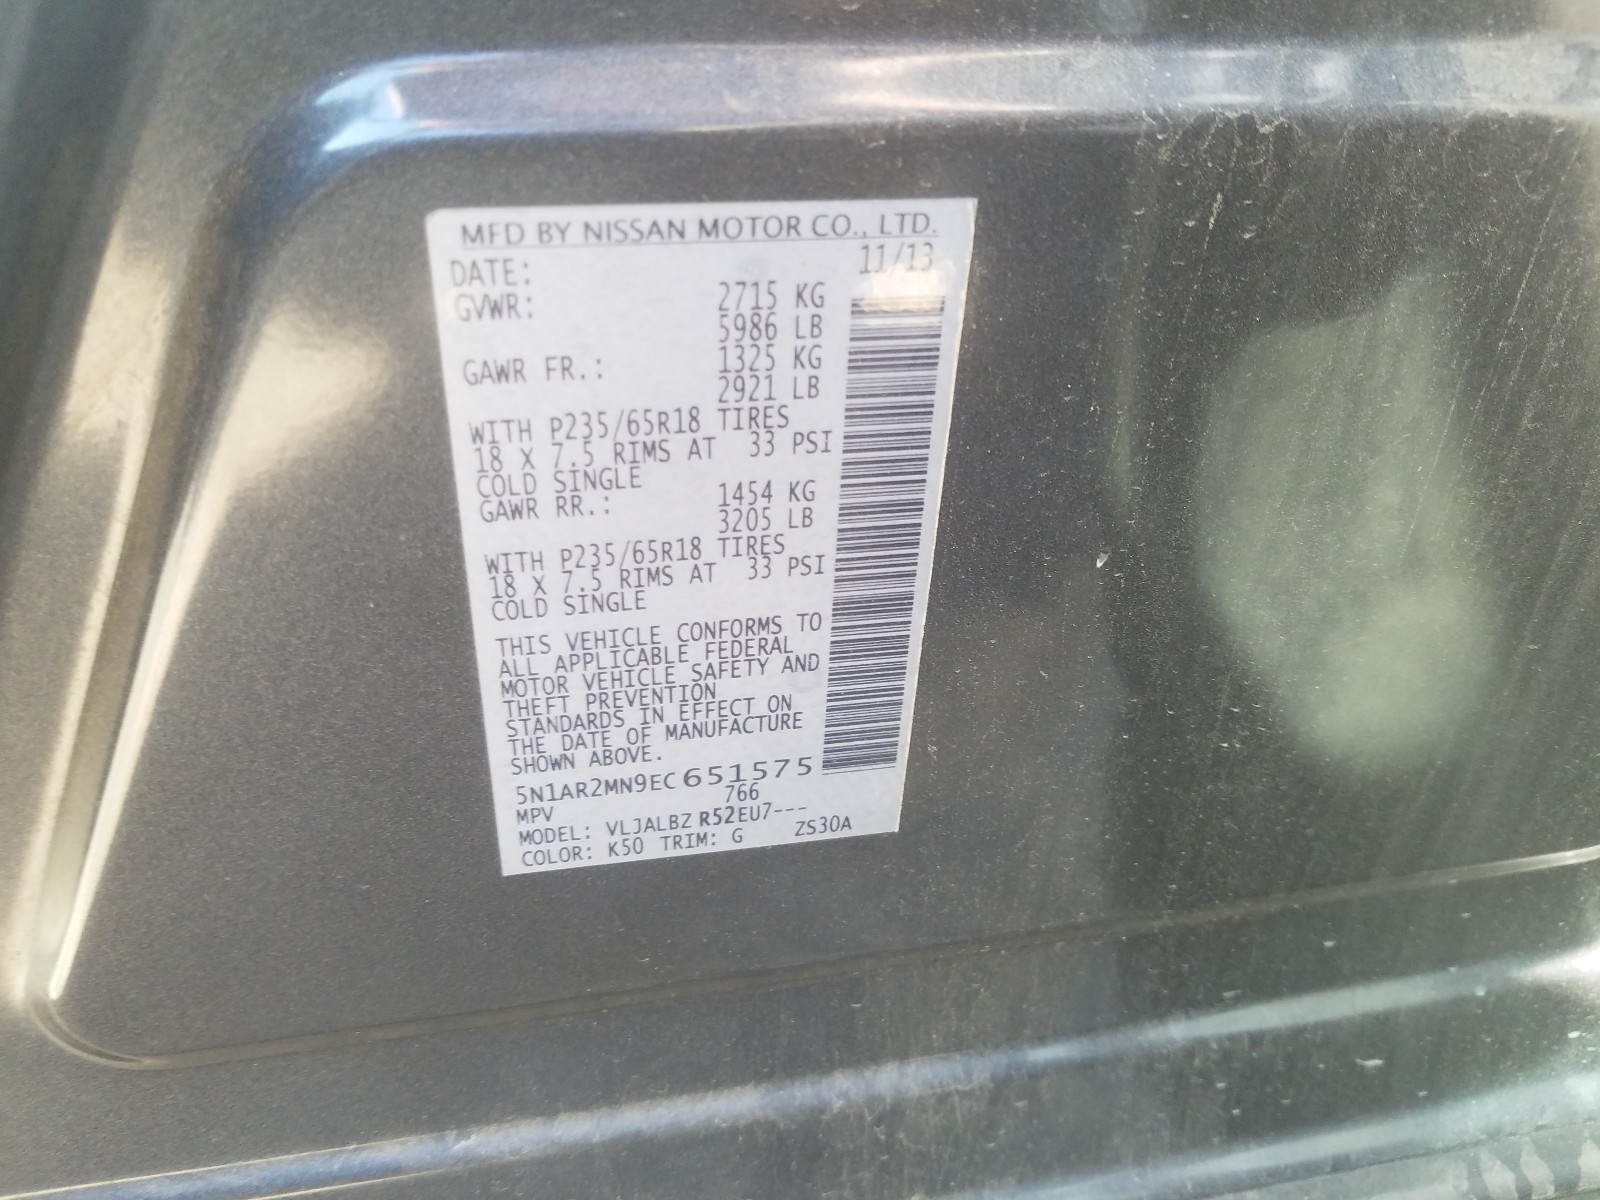 MFD BY NISSAN MOTOR CO., LTD.
DATE: 11/13
GVWR: 2715 KG
5986 LB
GAWR FR.: 1325 KG
2921 LB
WITH P235/65R18 TIRES
18 X 7.5 RIMS AT 33 PSI
COLD SINGLE
GAWR RR.: 1454 KG
3205 LB
WITH P235/65R18 TIRES
18 X 7.5 RIMS AT 33 PSI
COLD SINGLE
THIS VEHICLE CONFORMS TO
ALL APPLICABLE FEDERAL
MOTOR VEHICLE SAFETY AND
THEFT PREVENTION
STANDARDS IN EFFECT ON
THE DATE OF MANUFACTURE
SHOWN ABOVE.
5N1AR2MN9EC651575
MPV 766
MODEL: VLJALBZ R52EU7---
COLOR: K50 TRIM: G ZS30A